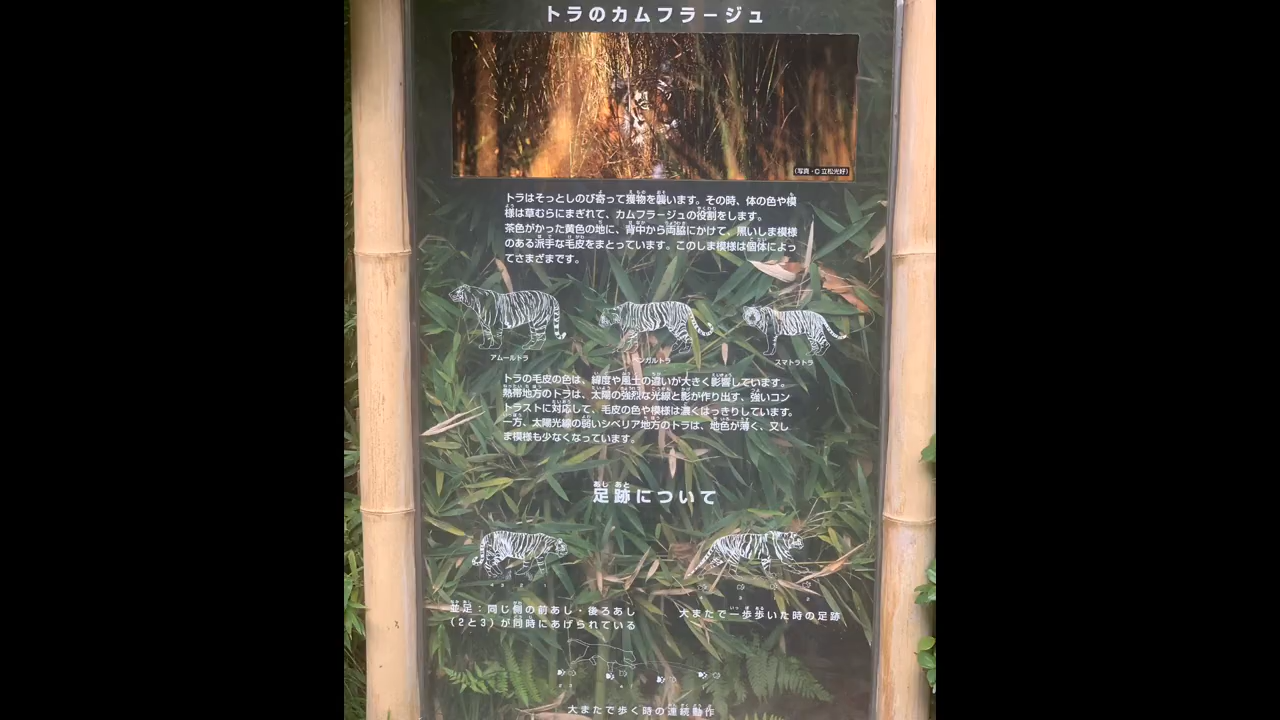 トラのカムフラージュ
(写真・C 立松光好)
トラはそっとしのび寄って獲物を襲います。その時、体の色や模
様は草むらにまぎれて、カムフラージュの役割をします。
茶色がかった黄色の地に、背中から両脇にかけて、黒いしま模様
のある派手な毛皮をまとっています。このしま模様は個体によっ
てさまざまです。
アムールトラ
ベンガルトラ
スマトラトラ
トラの毛皮の色は、緯度や風土の違いが大きく影響しています。
熱帯地方のトラは、太陽の強烈な光線と影が作り出す、強いコン
トラストに対応して、毛皮の色や模様は濃くはっきりしています。
一方、太陽光線の弱いシベリア地方のトラは、地色が薄く、又し
ま模様も少なくなっています。
足跡について
並足：同じ側の前あし・後ろあし
(2と3)が同時にあげられている
大またで一歩歩いた時の足跡
大またで歩く時の連続動作